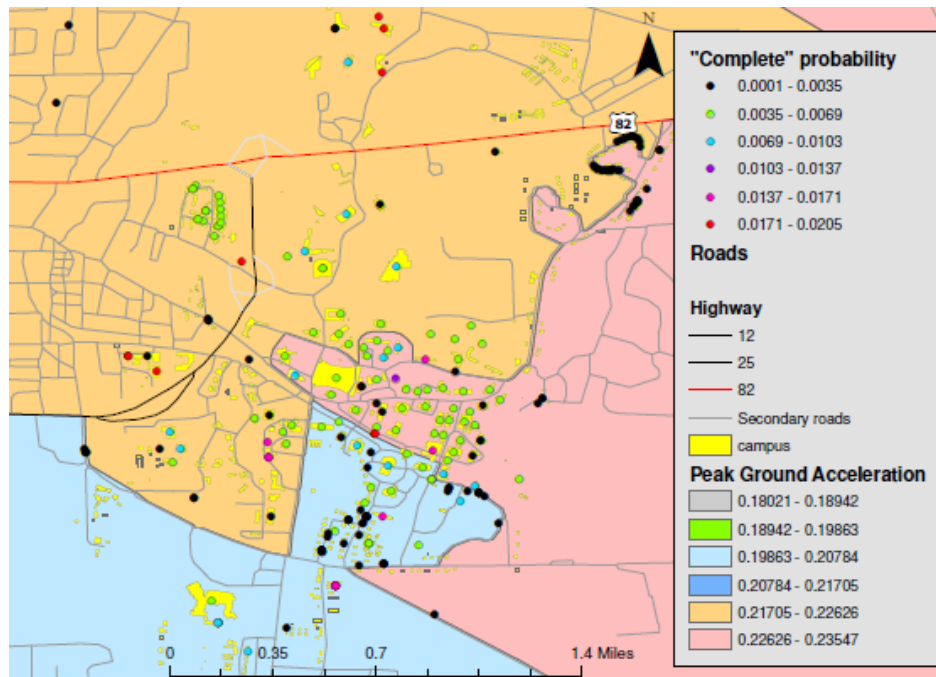 N
82
"Complete" probability
0.0001 - 0.0035
0.0035 - 0.0069
0.0069 - 0.0103
0.0103 - 0.0137
0.0137 - 0.0171
0.0171 - 0.0205
Roads
Highway
12
25
82
Secondary roads
campus
Peak Ground Acceleration
0.18021 - 0.18942
0.18942 - 0.19863
0.19863 - 0.20784
0.20784 - 0.21705
0.21705 - 0.22626
0.22626 - 0.23547
0 0.35 0.7 1.4 Miles